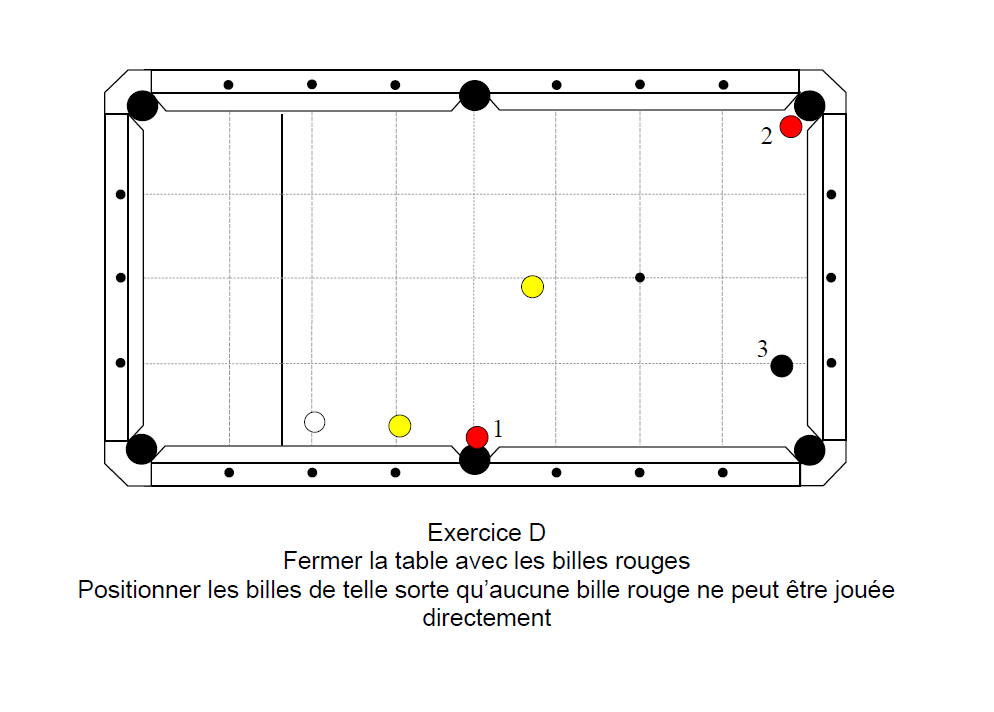 2
3
1
Exercice D
Fermer la table avec les billes rouges
Positionner les billes de telle sorte qu’aucune bille rouge ne peut être jouée
directement